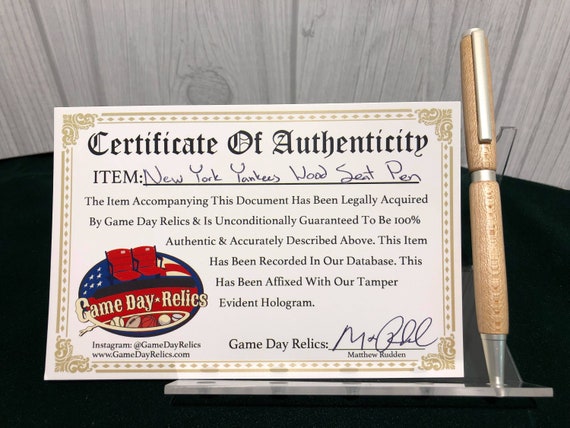 Certificate Of Authenticity
ITEM: New York Yankees Wood Seat Pen
The Item Accompanying This Document Has Been Legally Acquired
By Game Day Relics & Is Unconditionally Guaranteed To Be 100%
Authentic & Accurately Described Above. This Item
Has Been Recorded In Our Database. This
Has Been Affixed With Our Tamper
Evident Hologram.
Game Day Relics
Instagram: @GameDayRelics
www.GameDayRelics.com
Game Day Relics:
Matthew Rudden